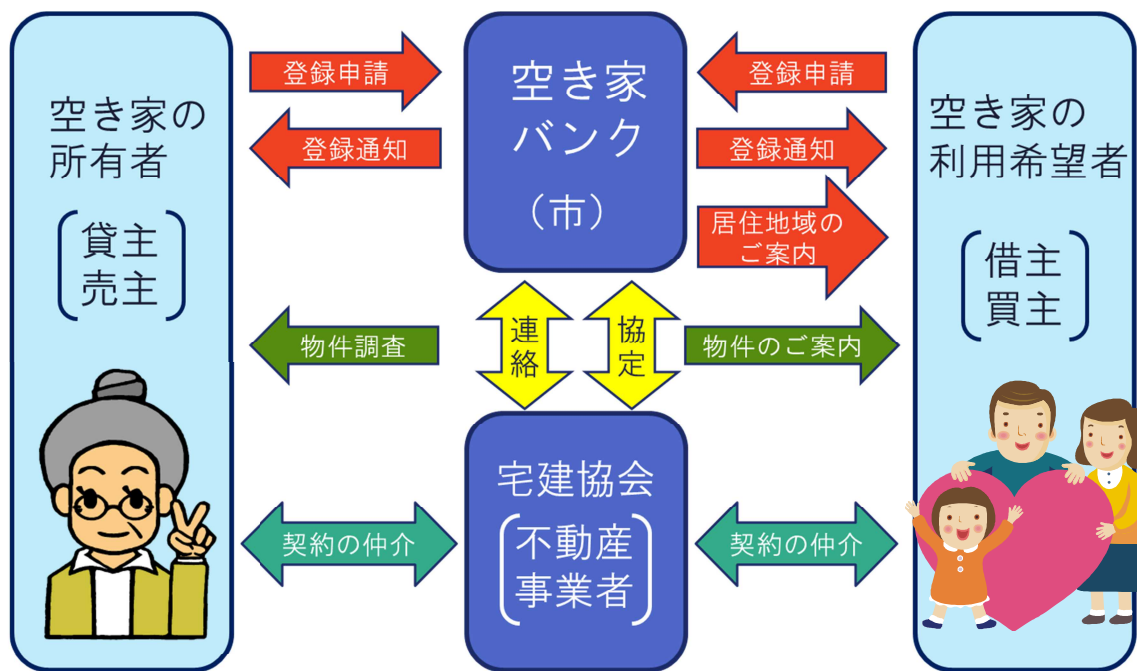 空き家の
所有者
貸主
売主
登録申請
登録通知
物件調査
契約の仲介
空き家
バンク
（市）
連絡
協定
宅建協会
不動産
事業者
登録申請
登録通知
居住地域の
ご案内
物件のご案内
契約の仲介
空き家の
利用希望者
借主
買主